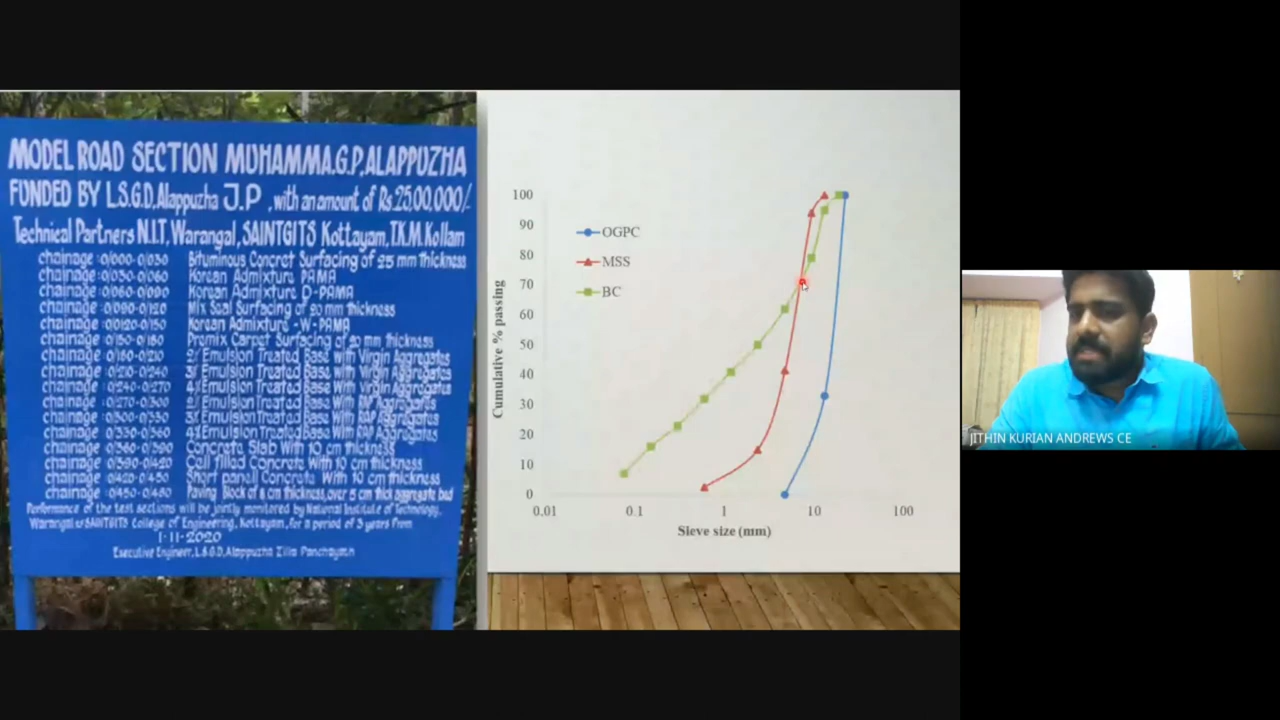 MODEL ROAD SECTION MUHAMMA.G.P,ALAPPUZHA
FUNDED BY L.S.G.D,Alappuzha J.P ,with an amount of Rs.25,00,000/-
Technical Partners N.I.T,Warangal,SAINTGITS Kottayam,T.K.M.Kollam
chainage :0/000-0/030 Bituminous Concret Surfacing of 25 mm Thickness
chainage :0/030-0/060 Korean Admixture PAMA
chainage :0/060-0/090 Korean Admixture D-PAMA
chainage :0/090-0/120 Mix Seal Surfacing of 20 mm thickness
chainage :0/0120-0/150 Korean Admixture -W-PAMA
chainage :0/150-0/180 Premix Carpet Surfacing of 20 mm thickness
chainage :0/180-0/210 2% Emulsion Treated Base with Virgin Aggregates
chainage :0/210-0/240 3% Emulsion Treated Base with Virgin Aggregates
chainage :0/240-0/270 4% Emulsion Treated Base with Virgin Aggregates
chainage :0/270-0/300 2% Emulsion Treated Base with RAP Aggregates
chainage :0/300-0/330 3% Emulsion Treated Base with RAP Aggregates
chainage :0/330-0/360 4% Emulsion Treated Base with RAP Aggregates
chainage :0/360-0/390 Concrete Slab With 10 cm thickness
chainage :0/390-0/420 Cell filled Concrete With 10 cm thickness
chainage :0/420-0/450 Short panell Concrete With 10 cm thickness
chainage :0/450-0/480 Paving Block of 8 cm thickness,over 5 cm thick aggregate bed
Performance of the test sections will be jointly monitored by National Institute of Technology,
Warangal & SAINTGITS College of Engineering, Kottayam, for a period of 3 years From
1-11-2020
Executive Engineer, L.S.G.D, Alappuzha Zilla Panchayath
OGPC
MSS
BC
Cumulative % passing
100
90
80
70
60
50
40
30
20
10
0
0.01 0.1 1 10 100
Sieve size (mm)
JITHIN KURIAN ANDREWS CE